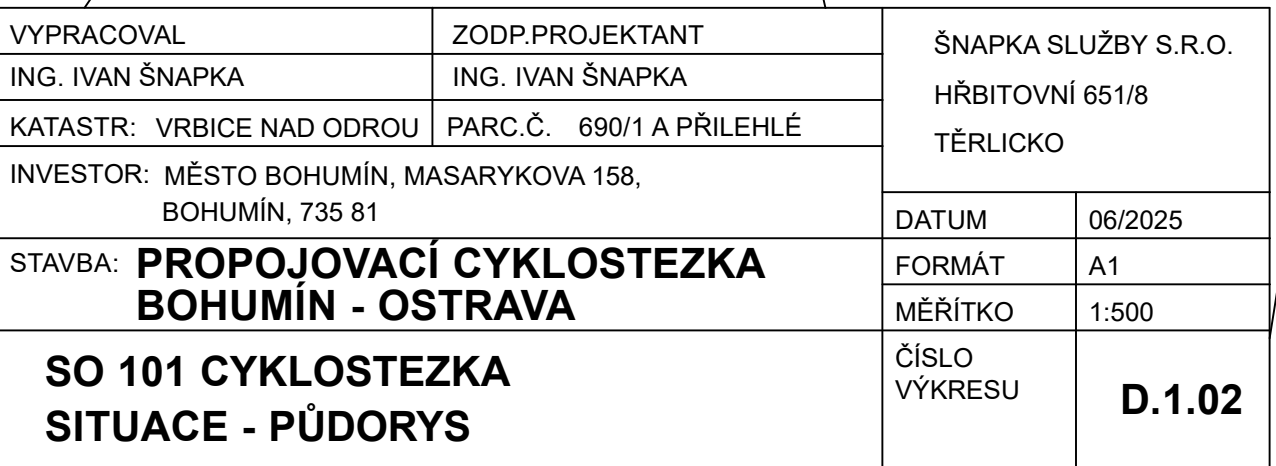 VYPRACOVAL
ZODP.PROJEKTANT
ING. IVAN ŠNAPKA
ING. IVAN ŠNAPKA
KATASTR: VRBICE NAD ODROU
PARC.Č. 690/1 A PŘILEHLÉ
INVESTOR: MĚSTO BOHUMÍN, MASARYKOVA 158,
BOHUMÍN, 735 81
ŠNAPKA SLUŽBY S.R.O.
HŘBITOVNÍ 651/8
TĚRLICKO
DATUM 06/2025
STAVBA: PROPOJOVACÍ CYKLOSTEZKA
BOHUMÍN - OSTRAVA
FORMÁT A1
MĚŘÍTKO 1:500
SO 101 CYKLOSTEZKA
SITUACE - PŮDORYS
ČÍSLO
VÝKRESU
D.1.02